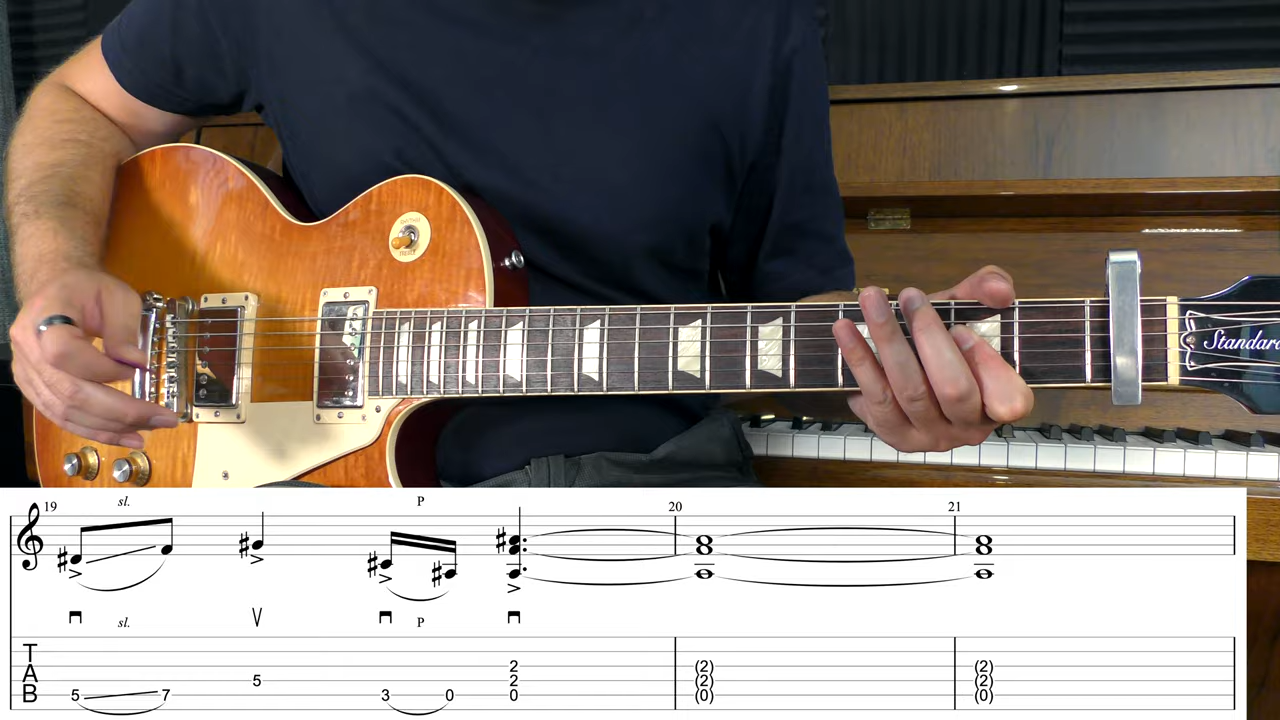 Standard
19 sl. P 20 21
sl. P
T
A
B
2 (2) (2)
5 2 (2) (2)
5 7 3 0 0 (0) (0)